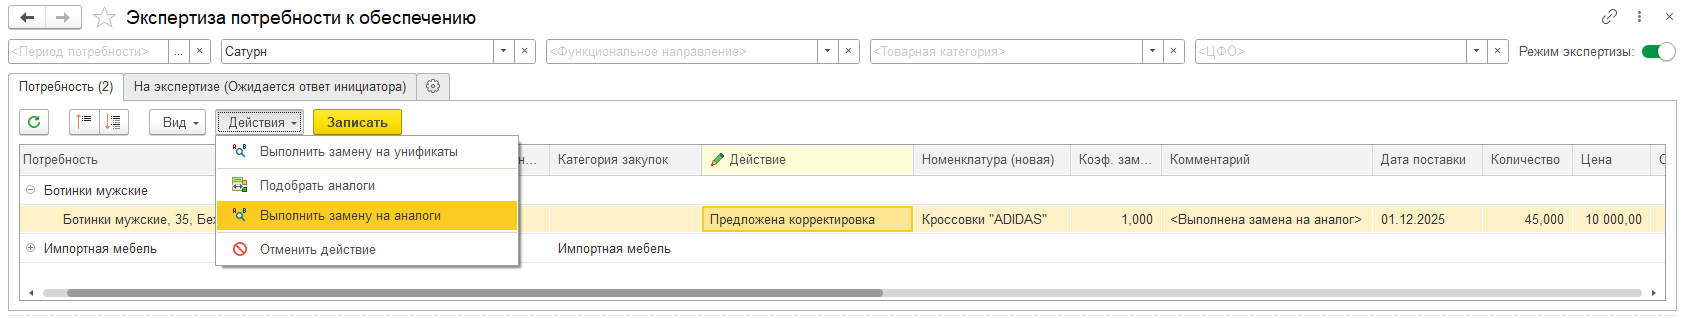 Экспертиза потребности к обеспечению
<Период потребности> ... Сатурн <Функциональное направление> <Товарная категория> <ЦФО> Режим экспертизы:
Потребность (2) На экспертизе (Ожидается ответ инициатора)
Вид Действия Записать
Выполнить замену на унификаты
Подобрать аналоги
Выполнить замену на аналоги
Отменить действие
Потребность н... Категория закупок Действие Номенклатура (новая) Коэф. зам... Комментарий Дата поставки Количество Цена С
Ботинки мужские
Ботинки мужские, 35, Беж Предложена корректировка Кроссовки "ADIDAS" 1,000 <Выполнена замена на аналог> 01.12.2025 45,000 10 000,00
Импортная мебель Импортная мебель